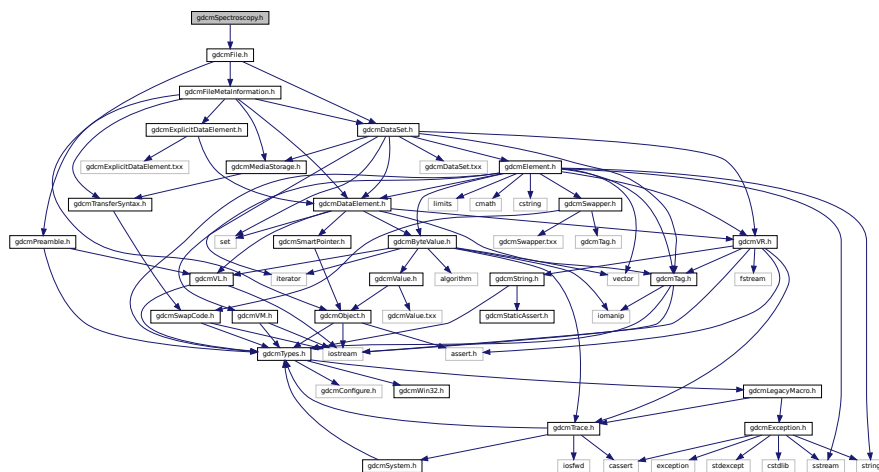 gdcmSpectroscopy.h
gdcmFile.h
gdcmFileMetaInformation.h
gdcmExplicitDataElement.h
gdcmDataSet.h
gdcmExplicitDataElement.txx
gdcmMediaStorage.h
gdcmDataSet.txx
gdcmElement.h
gdcmTransferSyntax.h
gdcmDataElement.h
limits
cmath
cstring
gdcmSwapper.h
gdcmPreamble.h
set
gdcmSmartPointer.h
gdcmByteValue.h
gdcmSwapper.txx
gdcmTag.h
gdcmVR.h
gdcmVL.h
iterator
gdcmValue.h
algorithm
gdcmString.h
vector
gdcmTag.h
fstream
gdcmSwapCode.h
gdcmVM.h
gdcmObject.h
gdcmValue.txx
gdcmStaticAssert.h
iomanip
gdcmTypes.h
iostream
assert.h
gdcmConfigure.h
gdcmWin32.h
gdcmLegacyMacro.h
gdcmTrace.h
gdcmException.h
gdcmSystem.h
iosfwd
cassert
exception
stdexcept
cstdlib
sstream
string